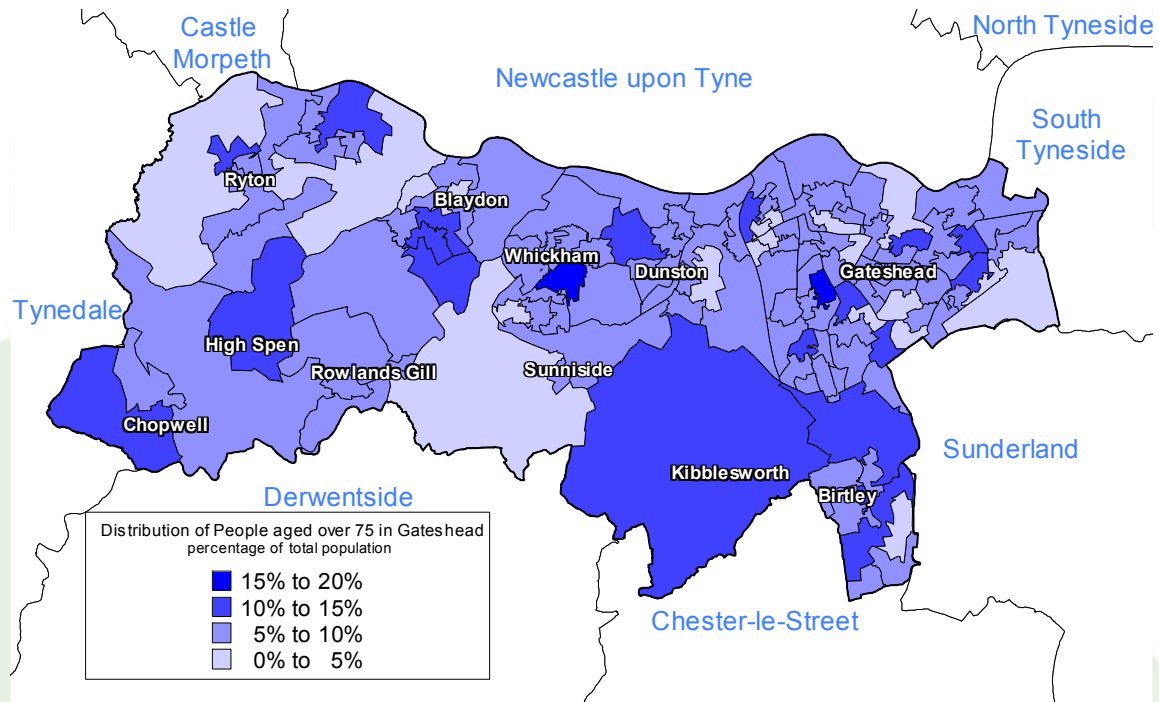 Castle
Morpeth
North Tyneside
Newcastle upon Tyne
South
Tyneside
Ryton
Blaydon
Whickham
Dunston
Gateshead
Tynedale
High Spen
Rowlands Gill
Sunniside
Chopwell
Sunderland
Kibblesworth
Birtley
Derwentside
Distribution of People aged over 75 in Gateshead
percentage of total population
15% to 20%
10% to 15%
5% to 10%
0% to 5%
Chester-le-Street